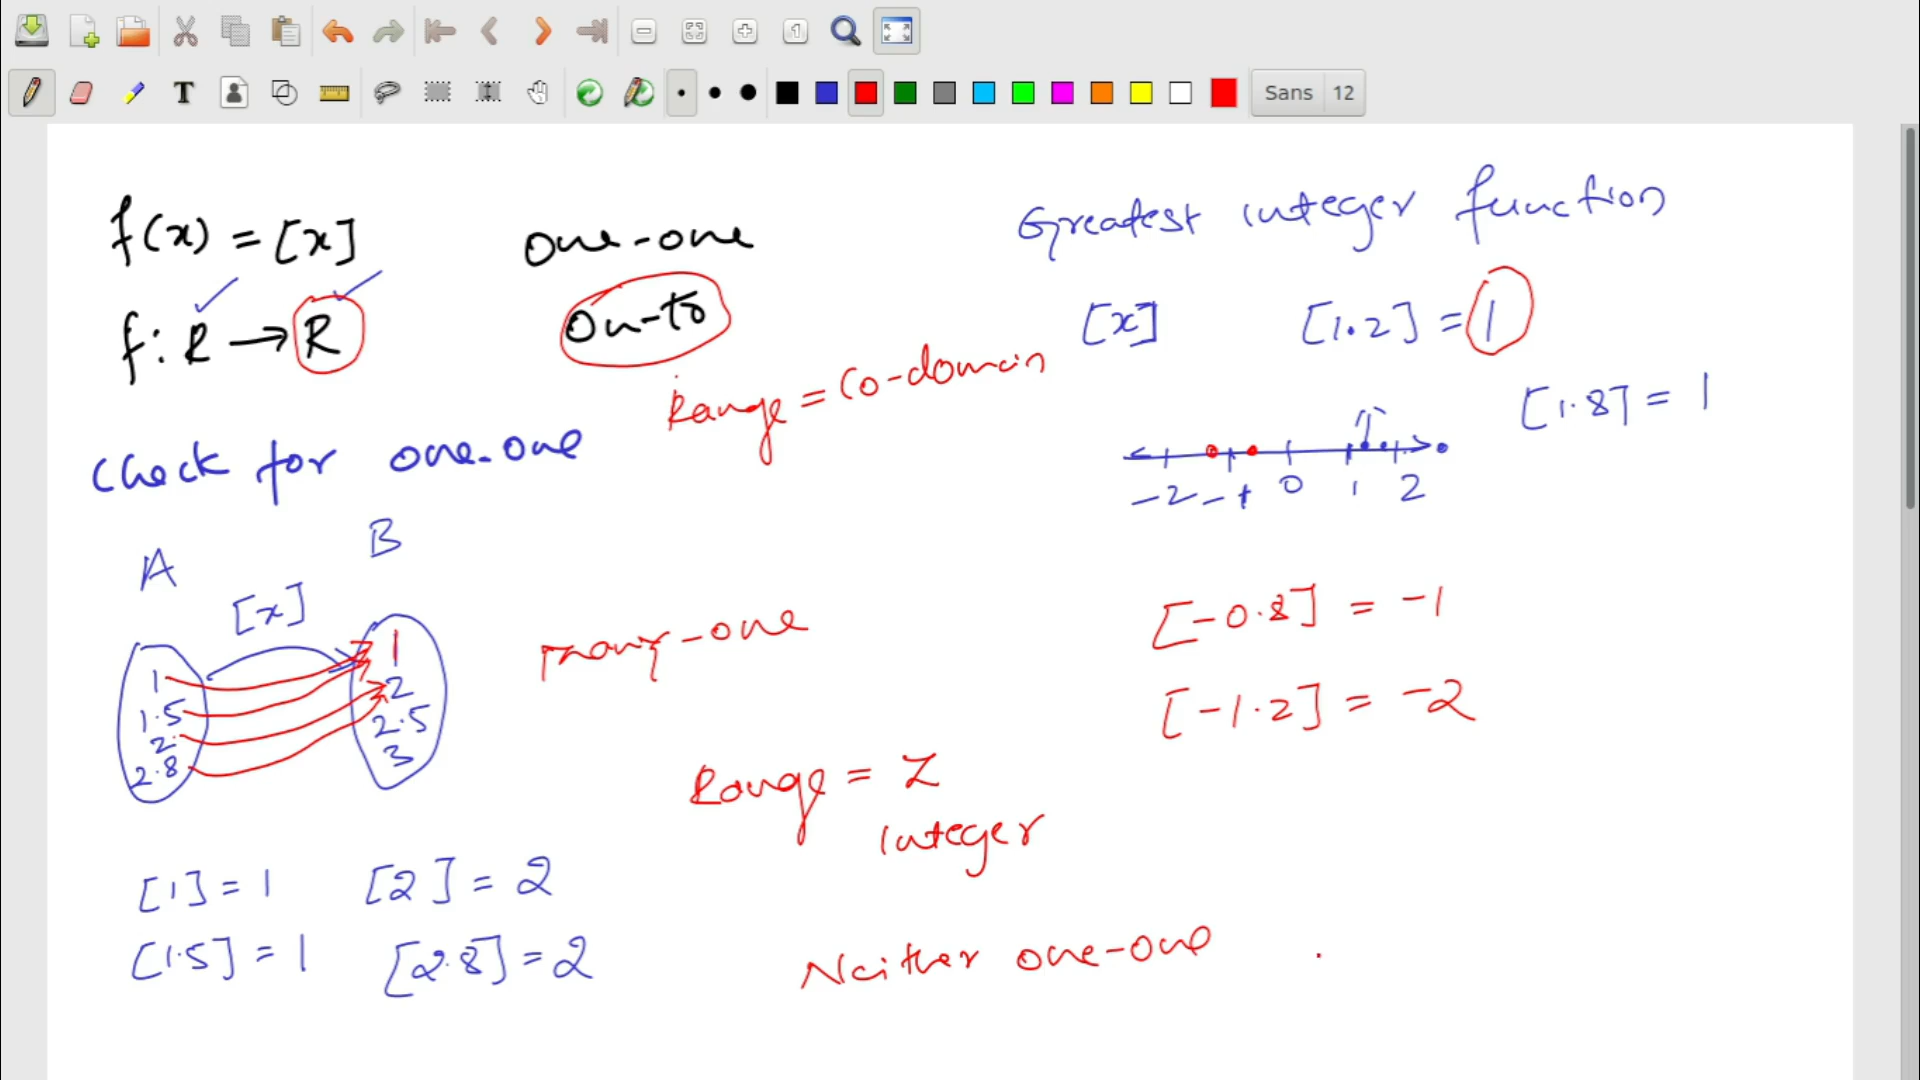 Sans 12
f(x) = [x]
f: R → R
one-one
on-to
Range = Co-domain
Greatest integer function
[x] [1.2] = 1
[1.8] = 1
-2 -1 0 1 2
Check for one-one
A B
[x]
1
1.5
2
2.8
1
2
2.5
3
many-one
[-0.8] = -1
[-1.2] = -2
Range = Z
integer
[1] = 1 [2] = 2
[1.5] = 1 [2.8] = 2
Neither one-one